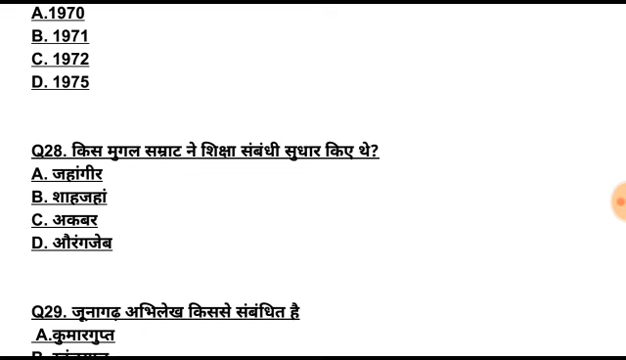 A.1970
B. 1971
C. 1972
D. 1975
Q28. किस मुगल सम्राट ने शिक्षा संबंधी सुधार किए थे?
A. जहांगीर
B. शाहजहां
C. अकबर
D. औरंगजेब
Q29. जूनागढ़ अभिलेख किससे संबंधित है
A.कुमारगुप्त